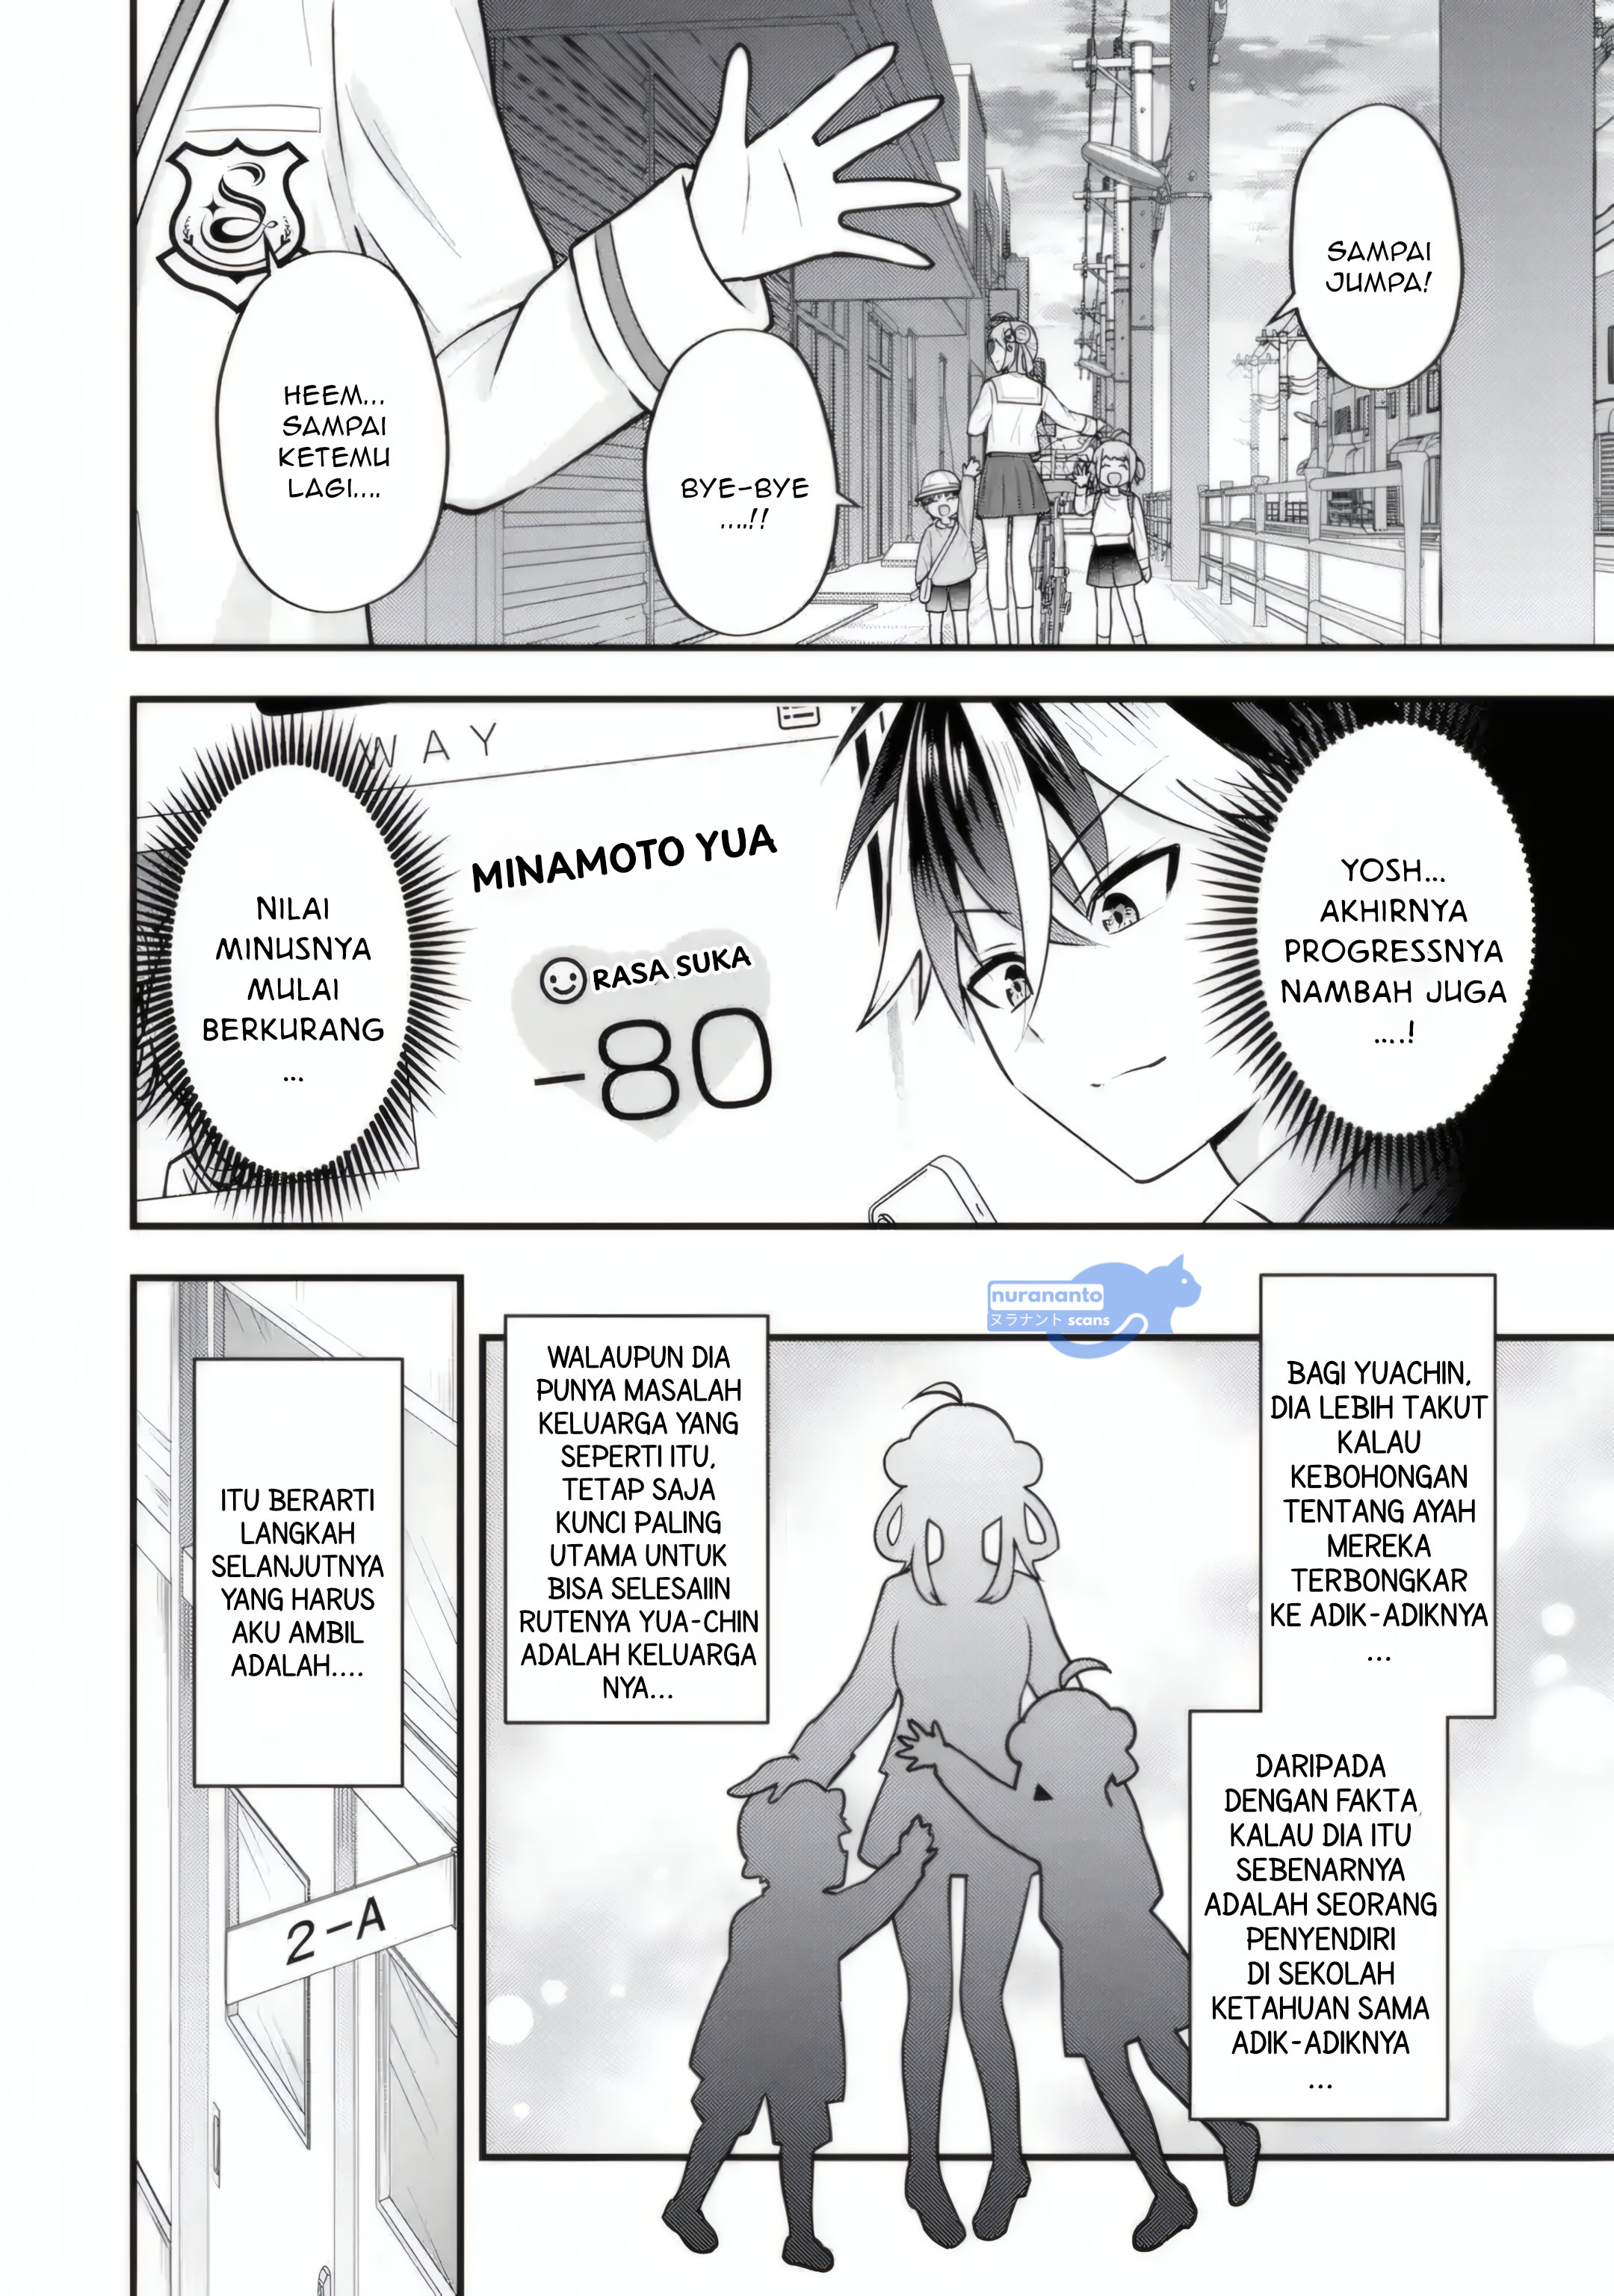 SAMPAI
JUMPA!
BYE-BYE
....!!
HEEM...
SAMPAI
KETEMU
LAGI....
YOSH...
AKHIRNYA
PROGRESSNYA
NAMBAH JUGA
....!
WAY
MINAMOTO YUA
RASA SUKA
-80
NILAI
MINUSNYA
MULAI
BERKURANG
...
nurananto
ヌラナント scans
BAGI YUACHIN,
DIA LEBIH TAKUT
KALAU
KEBOHONGAN
TENTANG AYAH
MEREKA
TERBONGKAR
KE ADIK-ADIKNYA
...
DARIPADA
DENGAN FAKTA
KALAU DIA ITU
SEBENARNYA
ADALAH SEORANG
PENYENDIRI
DI SEKOLAH
KETAHUAN SAMA
ADIK-ADIKNYA
...
WALAUPUN DIA
PUNYA MASALAH
KELUARGA YANG
SEPERTI ITU,
TETAP SAJA
KUNCI PALING
UTAMA UNTUK
BISA SELESAIIN
RUTENYA YUA-CHIN
ADALAH KELUARGA
NYA...
ITU BERARTI
LANGKAH
SELANJUTNYA
YANG HARUS
AKU AMBIL
ADALAH....
2-A